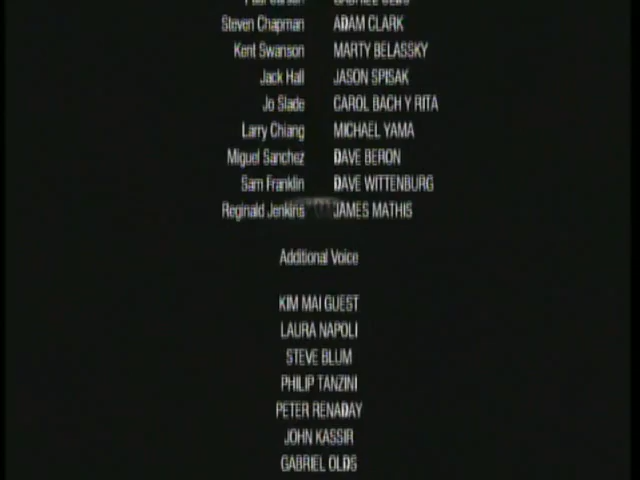 GABRIEL OLDS
Steven Chapman ADAM CLARK
Kent Swanson MARTY BELASSKY
Jack Hall JASON SPISAK
Jo Slade CAROL BACH Y RITA
Larry Chiang MICHAEL YAMA
Miguel Sanchez DAVE BERON
Sam Franklin DAVE WITTENBURG
Reginald Jenkins JAMES MATHIS
Additional Voice
KIM MAI GUEST
LAURA NAPOLI
STEVE BLUM
PHILIP TANZINI
PETER RENADAY
JOHN KASSIR
GABRIEL OLDS